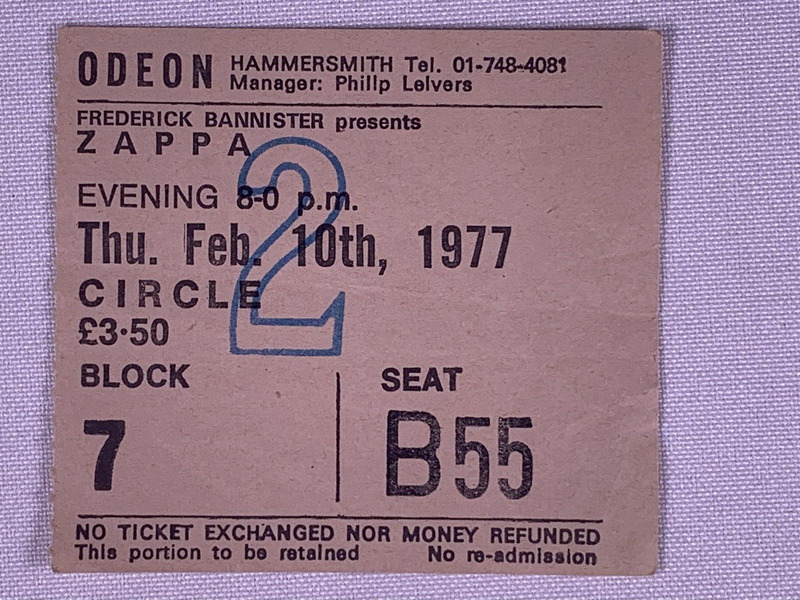 ODEON HAMMERSMITH Tel. 01-748-4081
Manager: Philip Leivers
FREDERICK BANNISTER presents
ZAPPA
EVENING 8-0 p.m.
Thu. Feb. 10th, 1977
2
CIRCLE
£3·50
BLOCK SEAT
7 B55
NO TICKET EXCHANGED NOR MONEY REFUNDED
This portion to be retained No re-admission